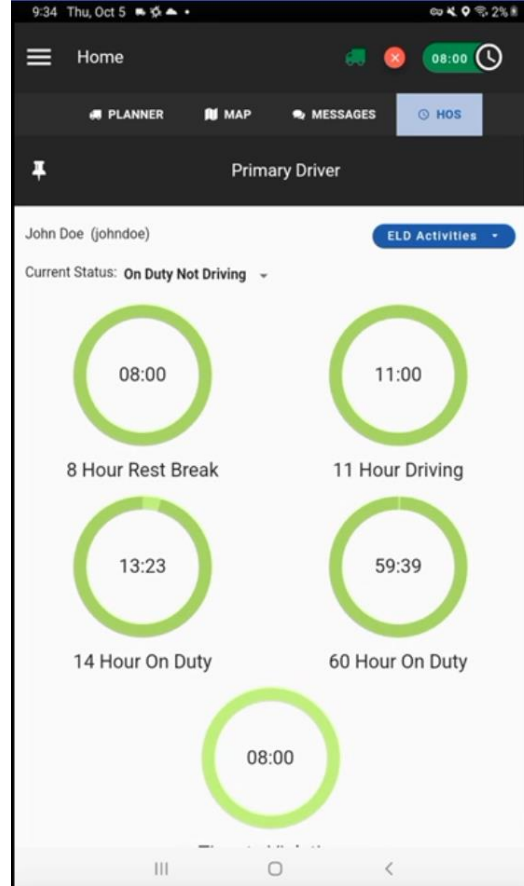 9:34 Thu, Oct 5 2%
Home 08:00
PLANNER MAP MESSAGES HOS
Primary Driver
John Doe (johndoe) ELD Activities
Current Status: On Duty Not Driving
08:00 11:00
8 Hour Rest Break 11 Hour Driving
13:23 59:39
14 Hour On Duty 60 Hour On Duty
08:00